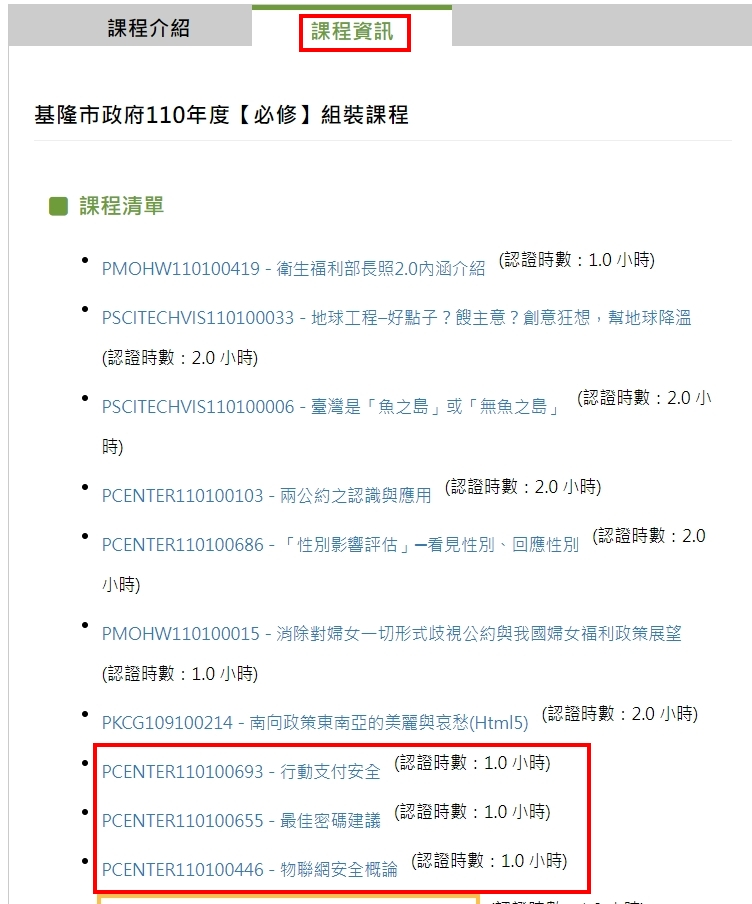 課程介紹
課程資訊
基隆市政府110年度【必修】組裝課程
課程清單
PMOHW110100419 - 衛生福利部長照2.0內涵介紹 (認證時數：1.0 小時)
PSCITECHVIS110100033 - 地球工程─好點子？餿主意？創意狂想，幫地球降溫
(認證時數：2.0 小時)
PSCITECHVIS110100006 - 臺灣是「魚之島」或「無魚之島」 (認證時數：2.0 小
時)
PCENTER110100103 - 兩公約之認識與應用 (認證時數：2.0 小時)
PCENTER110100686 - 「性別影響評估」─看見性別、回應性別 (認證時數：2.0
小時)
PMOHW110100015 - 消除對婦女一切形式歧視公約與我國婦女福利政策展望
(認證時數：1.0 小時)
PKCG109100214 - 南向政策東南亞的美麗與哀愁(Html5) (認證時數：2.0 小時)
PCENTER110100693 - 行動支付安全 (認證時數：1.0 小時)
PCENTER110100655 - 最佳密碼建議 (認證時數：1.0 小時)
PCENTER110100446 - 物聯網安全概論 (認證時數：1.0 小時)